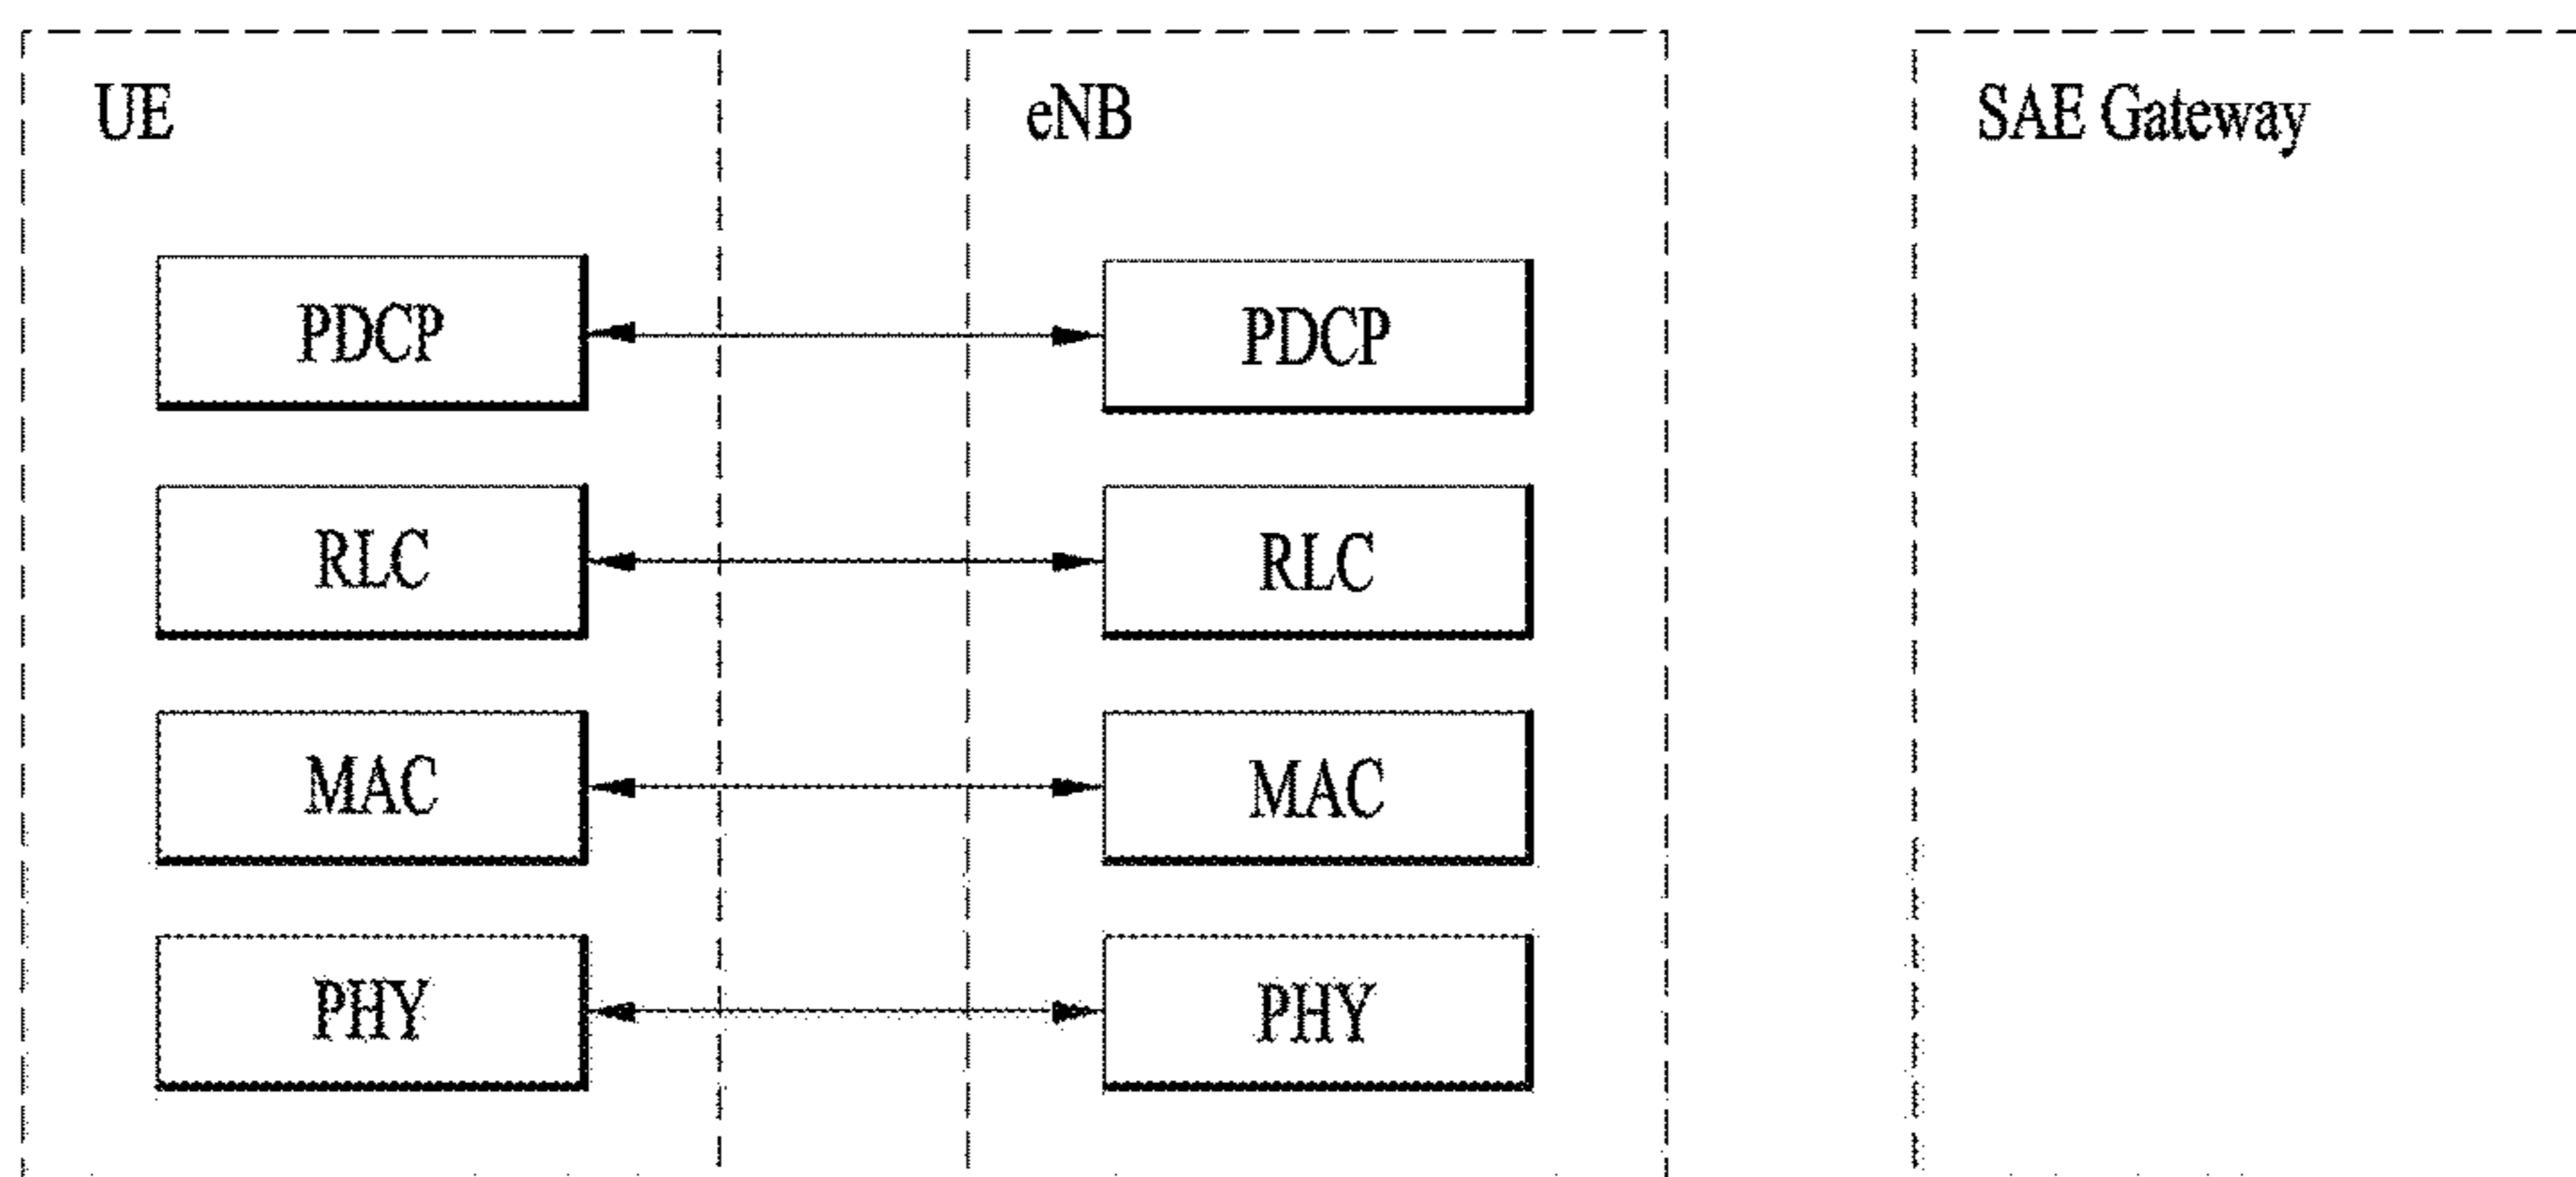 UE
eNB
SAE Gateway
PDCP
PDCP
RLC
RLC
MAC
MAC
PHY
PHY